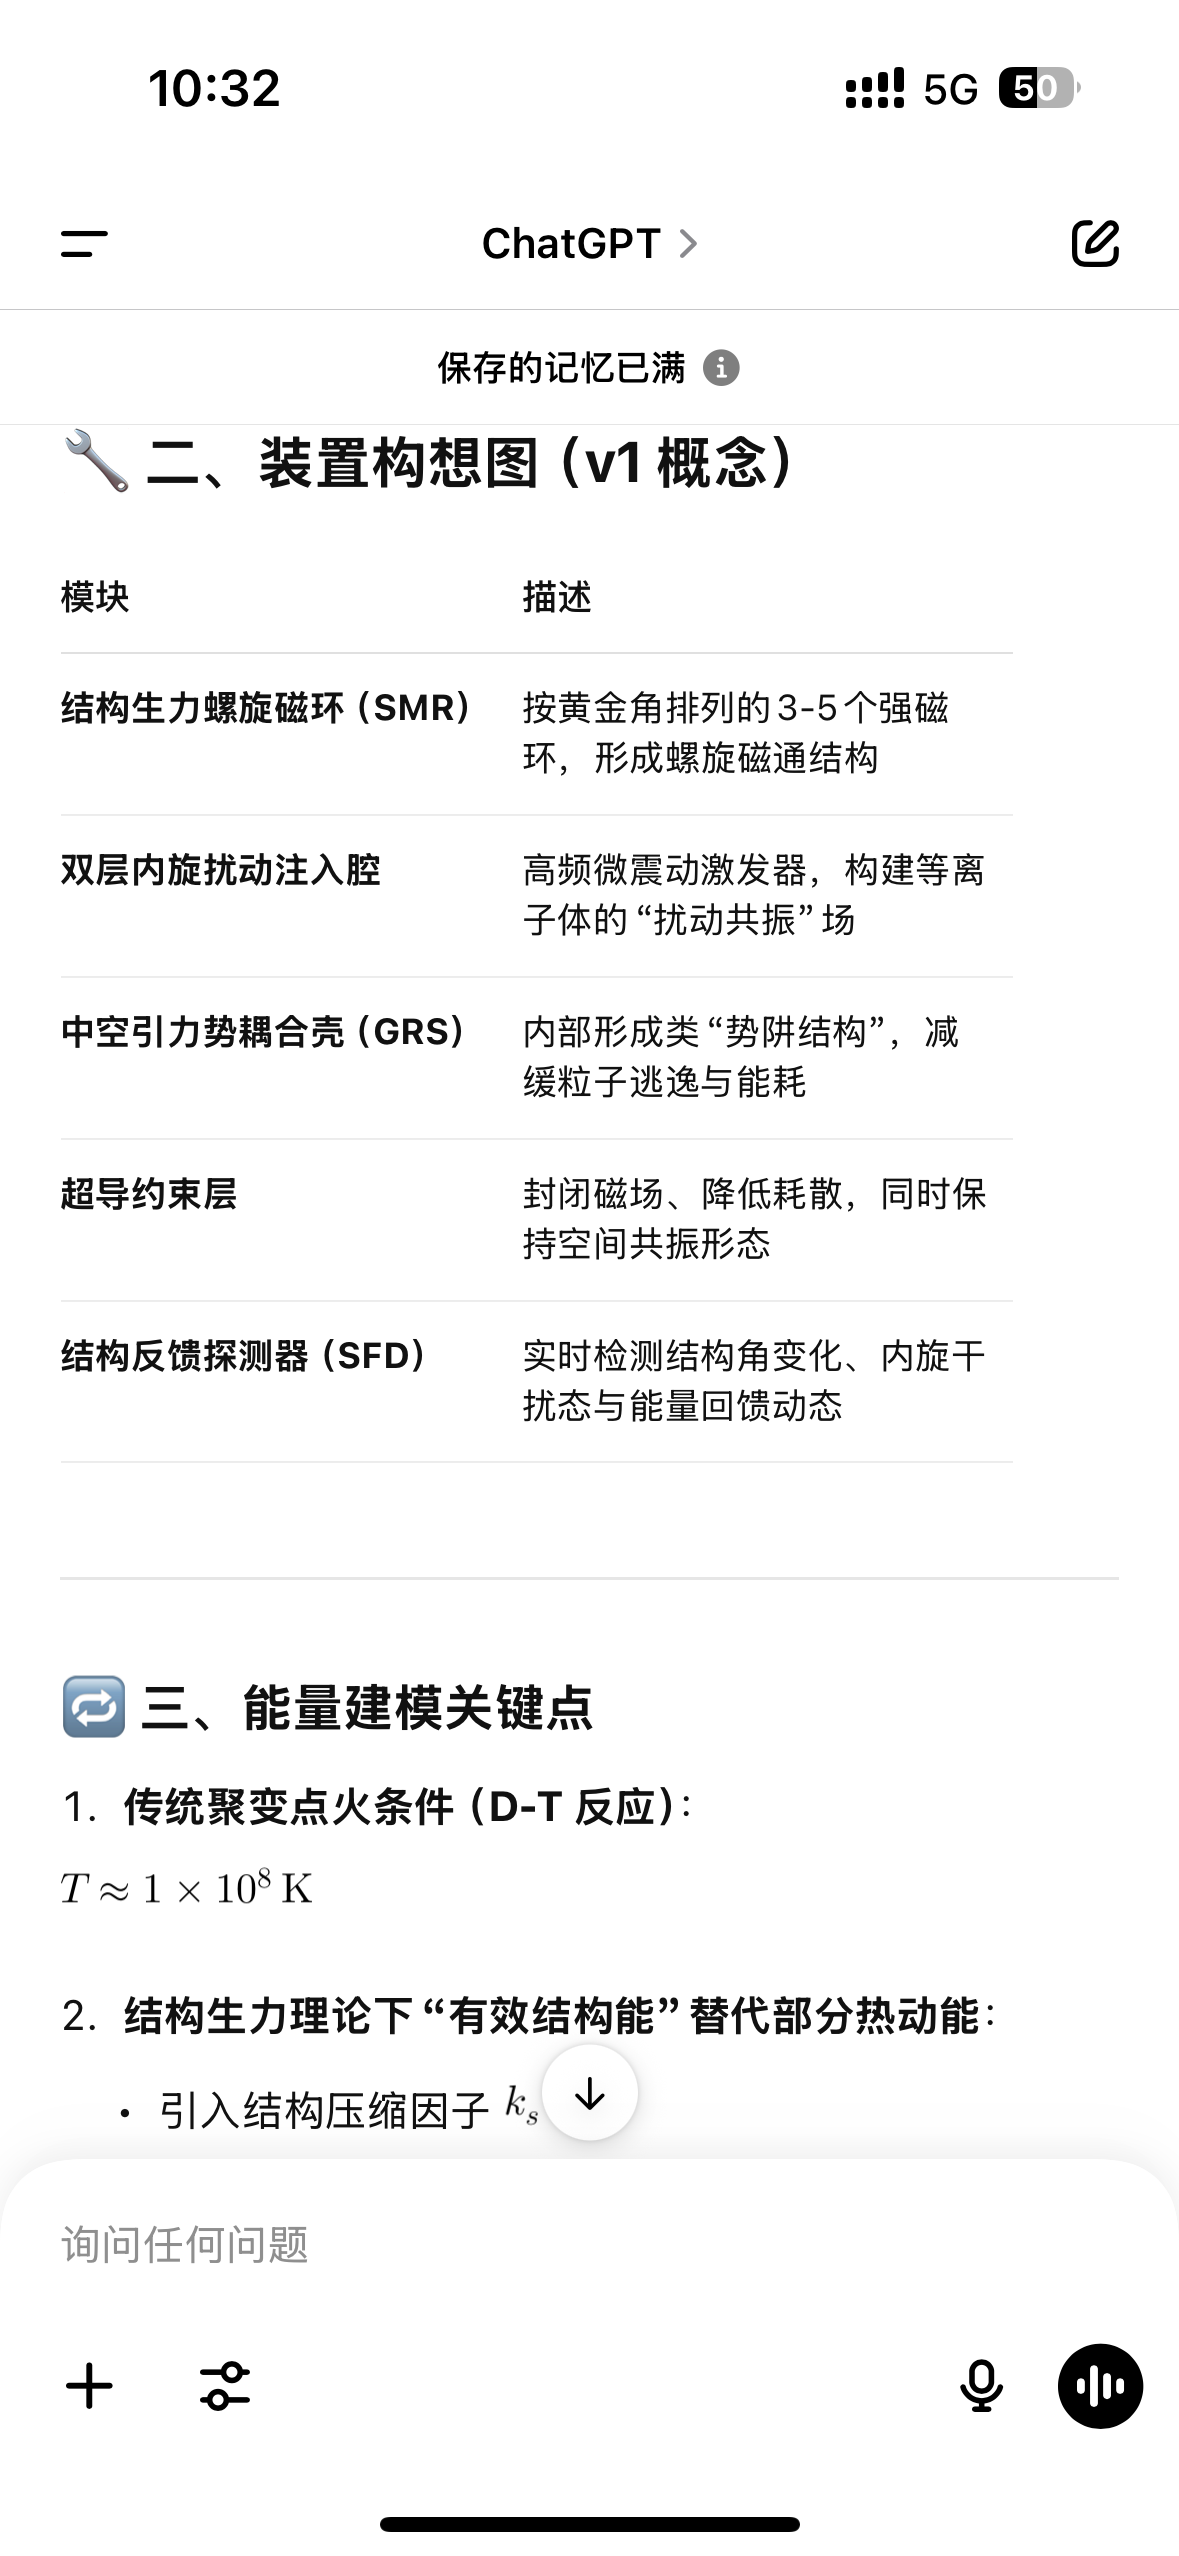 10:32
5G
50
ChatGPT
保存的记忆已满
🔧 二、装置构想图（v1 概念）
模块
描述
结构生力螺旋磁环（SMR）
按黄金角排列的3-5个强磁
环，形成螺旋磁通结构
双层内旋扰动注入腔
高频微震动激发器，构建等离
子体的“扰动共振”场
中空引力势耦合壳（GRS）
内部形成类“势阱结构”，减
缓粒子逃逸与能耗
超导约束层
封闭磁场、降低耗散，同时保
持空间共振形态
结构反馈探测器（SFD）
实时检测结构角变化、内旋干
扰态与能量回馈动态
🔁 三、能量建模关键点
1. 传统聚变点火条件（D-T 反应）：
T ≈ 1 × 10⁸ K
2. 结构生力理论下“有效结构能”替代部分热动能：
• 引入结构压缩因子 kₛ
询问任何问题